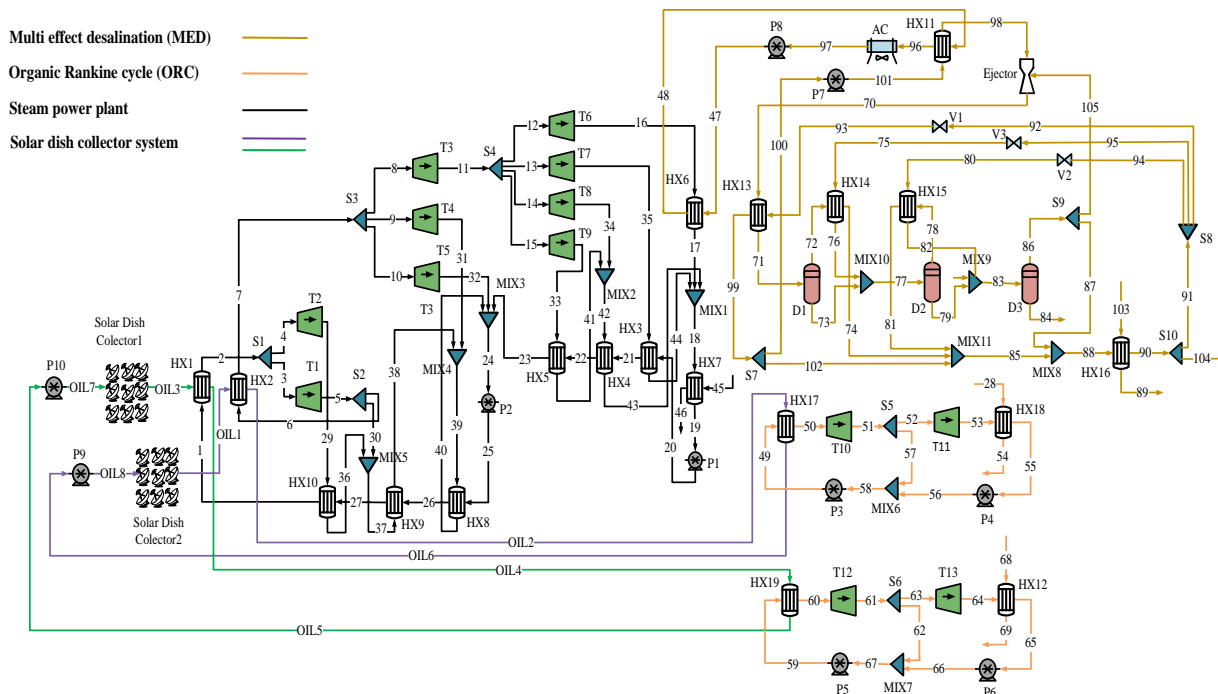 Multi effect desalination (MED)
Organic Rankine cycle (ORC)
Steam power plant
Solar dish collector system
P8
97
AC
96
HX11
98
P7
101
Ejector
48
47
100
70
105
93
V1
92
75
V3
95
80
V2
94
12
T6
16
S4
13
T7
T3
8
11
14
T8
15
T9
34
35
HX6
HX13
HX14
HX15
S3
9
T4
10
T5
31
32
T3
MIX3
33
41
MIX2
42
HX3
44
17
MIX1
18
72
76
MIX10
77
78
82
MIX9
83
86
S9
87
S8
71
D1
73
74
81
D2
79
D3
84
99
S7
102
MIX11
85
MIX8
88
103
HX16
90
S10
91
104
89
7
T2
S1
4
3
T1
5
S2
6
30
29
Solar Dish
Colector1
P10
OIL7
OIL3
HX1
2
HX2
OIL1
1
P9
OIL8
Solar Dish
Colector2
HX10
36
MIX5
27
37
HX9
38
MIX4
39
40
26
HX8
24
P2
25
23
HX5
22
HX4
21
43
HX7
45
46
19
20
P1
HX17
49
50
T10
51
S5
52
T11
53
28
HX18
54
55
57
58
P3
MIX6
56
P4
OIL2
OIL6
OIL4
OIL5
HX19
60
T12
61
S6
63
T13
64
68
HX12
69
65
62
59
P5
67
MIX7
66
P6